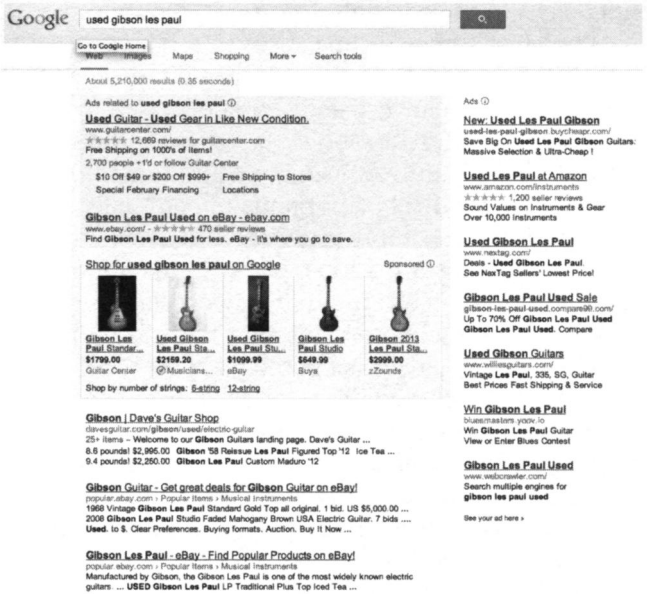 Google
used gibson les paul
Go to Google Home
Web Images Maps Shopping More Search tools
About 5,210,000 results (0.35 seconds)
Ads related to used gibson les paul
Used Guitar - Used Gear in Like New Condition.
www.guitarcenter.com/
12,669 reviews for guitarcenter.com
Free Shipping on 1000's of Items!
2,700 people +1'd or follow Guitar Center
$10 Off $49 or $200 Off $999+ Free Shipping to Stores
Special February Financing Locations
Gibson Les Paul Used on eBay - ebay.com
www.ebay.com/ - 470 seller reviews
Find Gibson Les Paul Used for less. eBay - it's where you go to save.
Shop for used gibson les paul on Google Sponsored
Gibson Les
Paul Standar...
$1799.00
Guitar Center
Used Gibson
Les Paul Sta...
$2159.20
Musicians...
Used Gibson
Les Paul Stu...
$1099.99
eBay
Gibson Les
Paul Studio
$649.99
Buya
Gibson 2013
Les Paul Sta...
$2999.00
zZounds
Shop by number of strings: 6-string 12-string
Gibson | Dave's Guitar Shop
davesguitar.com/gibson/used/electric-guitar
25+ items – Welcome to our Gibson Guitars landing page. Dave's Guitar ...
8.6 pounds! $2,995.00 Gibson '58 Reissue Les Paul Figured Top '12 Ice Tea ...
9.4 pounds! $2,250.00 Gibson Les Paul Custom Maduro '12
Gibson Guitar - Get great deals for Gibson Guitar on eBay!
popular.ebay.com › Popular Items › Musical Instruments
1968 Vintage Gibson Les Paul Standard Gold Top all original. 1 bid. US $5,000.00 ...
2008 Gibson Les Paul Studio Faded Mahogany Brown USA Electric Guitar. 7 bids ....
Used. to $. Clear Preferences. Buying formats. Auction. Buy It Now ...
Gibson Les Paul - eBay - Find Popular Products on eBay!
popular.ebay.com › Popular Items › Musical Instruments
Manufactured by Gibson, the Gibson Les Paul is one of the most widely known electric
guitars. ... USED Gibson Les Paul LP Traditional Plus Top Iced Tea ...
Ads
New: Used Les Paul Gibson
used-les-paul-gibson.buycheapr.com/
Save Big On Used Les Paul Gibson Guitars:
Massive Selection & Ultra-Cheap !
Used Les Paul at Amazon
www.amazon.com/instruments
1,200 seller reviews
Sound Values on Instruments & Gear
Over 10,000 Instruments
Used Gibson Les Paul
www.nextag.com/
Deals - Used Gibson Les Paul.
See NexTag Sellers' Lowest Price!
Gibson Les Paul Used Sale
gibson-les-paul-used.compare99.com/
Up To 70% Off Gibson Les Paul Used
Gibson Les Paul Used. Compare
Used Gibson Guitars
www.williesguitars.com/
Vintage Les Paul, 335, SG, Guitar
Best Prices Fast Shipping & Service
Win Gibson Les Paul
bluesmasters.yoov.io
Win Gibson Les Paul Guitar
View or Enter Blues Contest
Gibson Les Paul Used
www.webcrawler.com/
Search multiple engines for
gibson les paul used
See your ad here »